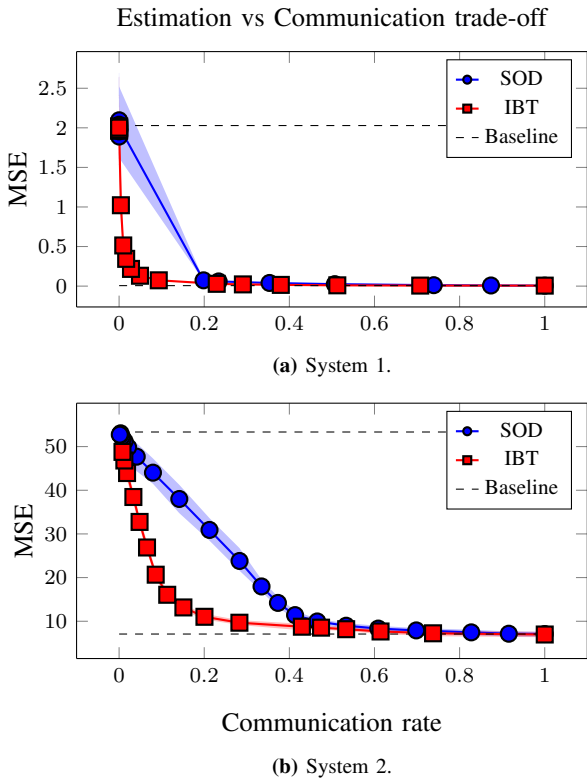 Estimation vs Communication trade-off
SOD
IBT
Baseline
MSE
2.5
2
1.5
1
0.5
0
0 0.2 0.4 0.6 0.8 1
(a) System 1.
SOD
IBT
Baseline
MSE
50
40
30
20
10
0 0.2 0.4 0.6 0.8 1
Communication rate
(b) System 2.